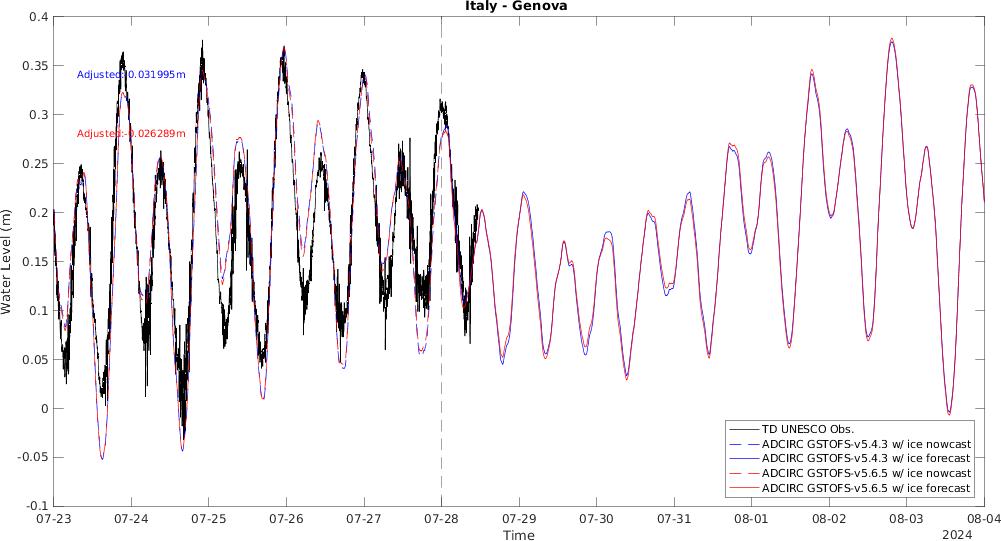 Italy - Genova
0.4
0.35
0.3
0.25
0.2
0.15
0.1
0.05
0
-0.05
-0.1
Water Level (m)
Adjusted:-0.026289m
TD UNESCO Obs.
ADCIRC GSTOFS-v5.4.3 w/ ice nowcast
ADCIRC GSTOFS-v5.4.3 w/ ice forecast
ADCIRC GSTOFS-v5.6.5 w/ ice nowcast
ADCIRC GSTOFS-v5.6.5 w/ ice forecast
07-23
07-24
07-25
07-26
07-27
07-28
07-29
07-30
07-31
08-01
08-02
08-03
08-04
Time
2024